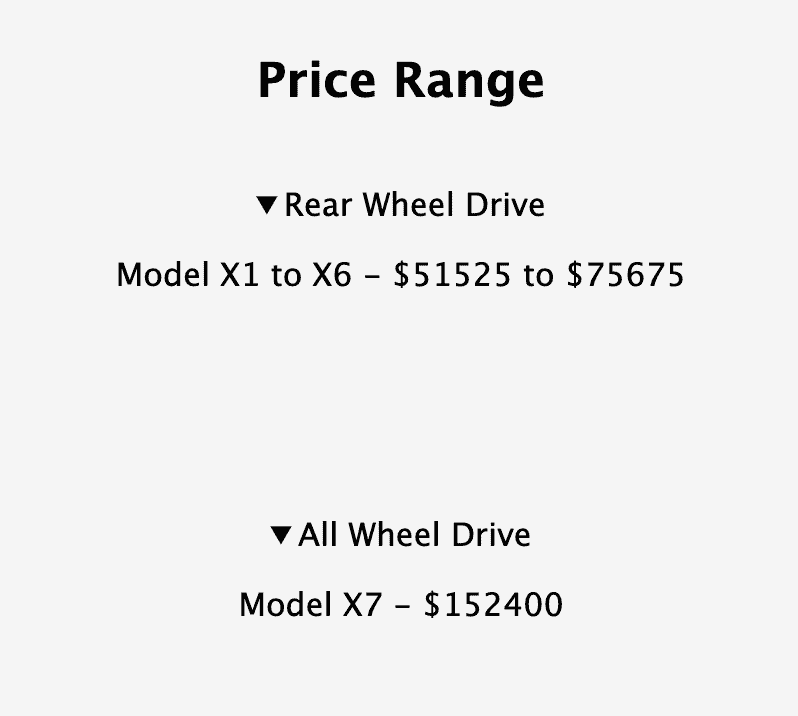 Price Range
▼ Rear Wheel Drive
Model X1 to X6 – $51525 to $75675
▼ All Wheel Drive
Model X7 – $152400